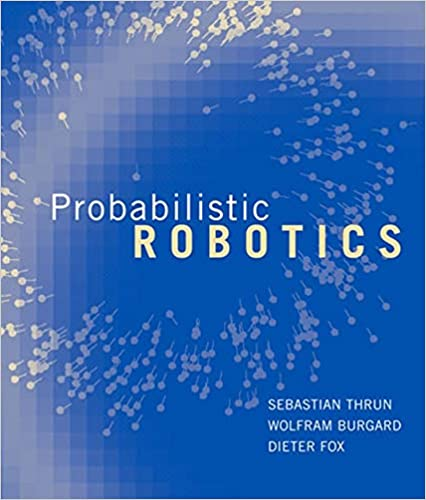 Probabilistic
ROBOTICS
SEBASTIAN THRUN
WOLFRAM BURGARD
DIETER FOX